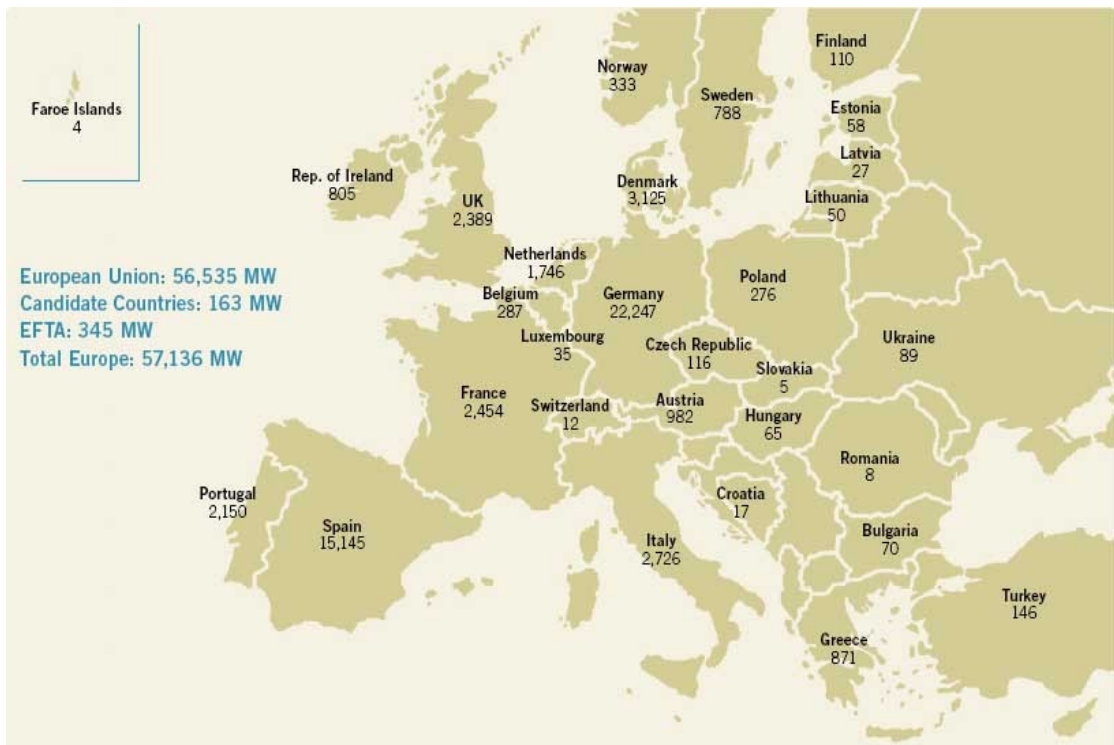 Finland
110
Norway
333
Sweden
788
Faroe Islands
4
Estonia
58
Latvia
27
Rep. of Ireland
805
Denmark
3,125
Lithuania
50
UK
2,389
Netherlands
1,746
European Union: 56,535 MW
Candidate Countries: 163 MW
EFTA: 345 MW
Total Europe: 57,136 MW
Belgium
287
Germany
22,247
Poland
276
Luxembourg
35
Czech Republic
116
Ukraine
89
Slovakia
5
France
2,454
Switzerland
12
Austria
982
Hungary
65
Romania
8
Portugal
2,150
Croatia
17
Spain
15,145
Italy
2,726
Bulgaria
70
Turkey
146
Greece
871